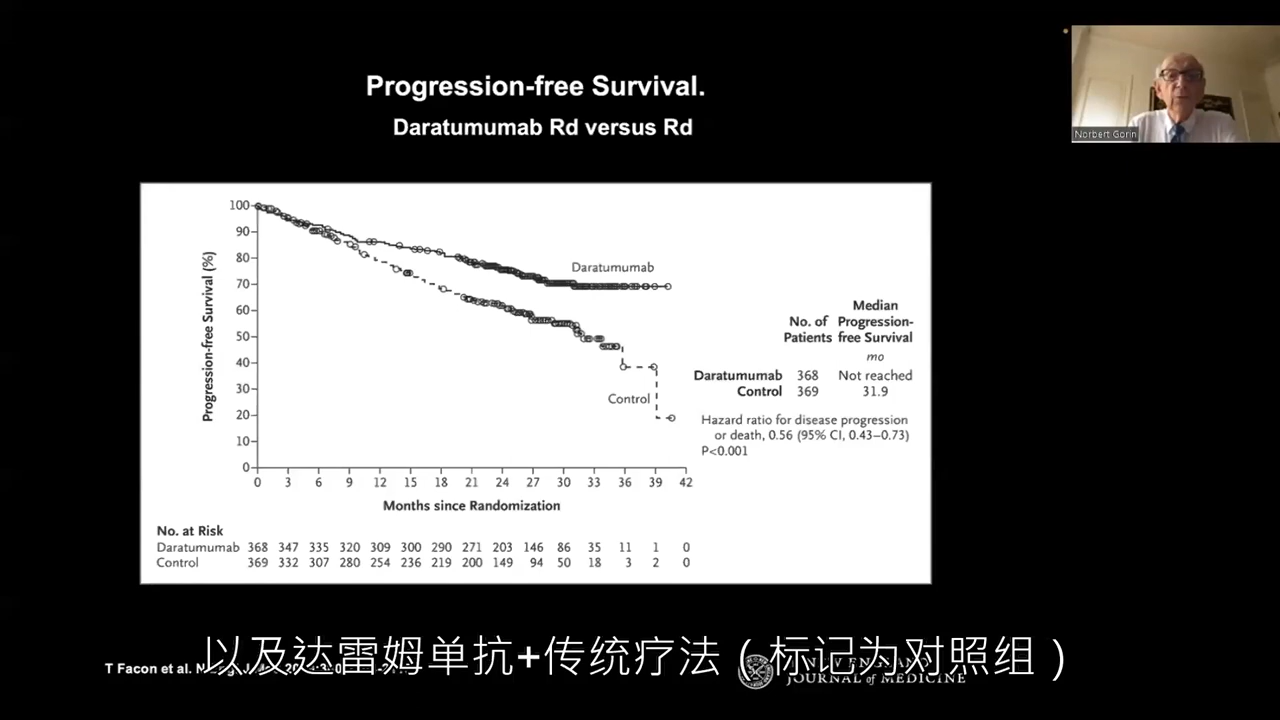 Progression-free Survival.
Daratumumab Rd versus Rd
Norbert Gorin
Progression-free Survival (%)
100
90
80
70
60
50
40
30
20
10
0
Daratumumab
Control
0 3 6 9 12 15 18 21 24 27 30 33 36 39 42
Months since Randomization
No. of Patients
Median Progression-free Survival
mo
Daratumumab 368 Not reached
Control 369 31.9
Hazard ratio for disease progression
or death, 0.56 (95% CI, 0.43–0.73)
P<0.001
No. at Risk
Daratumumab 368 347 335 320 309 300 290 271 203 146 86 35 11 1 0
Control 369 332 307 280 254 236 219 200 149 94 50 18 3 2 0
以及达雷姆单抗+传统疗法（标记为对照组）
T Facon et al.
NEW ENGLAND
JOURNAL of MEDICINE